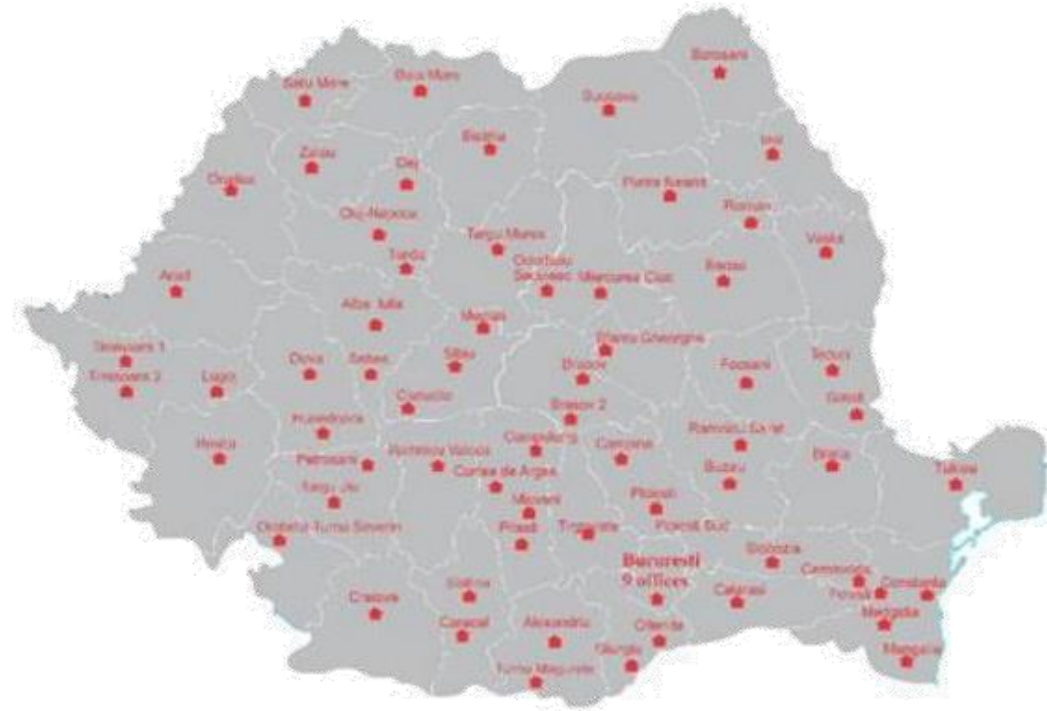 Botosani
Baia Mare
Satu Mare
Suceava
Bistrita
Iasi
Zalau
Dej
Oradea
Piatra Neamt
Roman
Cluj-Napoca
Targu Mures
Vaslui
Turda
Odorheiu
Secuiesc
Miercurea Ciuc
Bacau
Arad
Alba Iulia
Medias
Sfantu Gheorghe
Timisoara 1
Timisoara 2
Lugoj
Deva
Sebes
Sibiu
Brasov
Focsani
Tecuci
Cisnadie
Galati
Brasov 2
Hunedoara
Resita
Ramnicu Valcea
Campulung
Campina
Ramnicu Sarat
Petrosani
Curtea de Arges
Buzau
Braila
Tulcea
Targu Jiu
Mioveni
Ploiesti
Drobeta Turnu Severin
Pitesti
Targoviste
Ploiesti Sud
Bucuresti
9 offices
Slobozia
Cernavoda
Constanta
Slatina
Calarasi
Craiova
Medgidia
Caracal
Alexandria
Oltenita
Giurgiu
Mangalia
Turnu Magurele